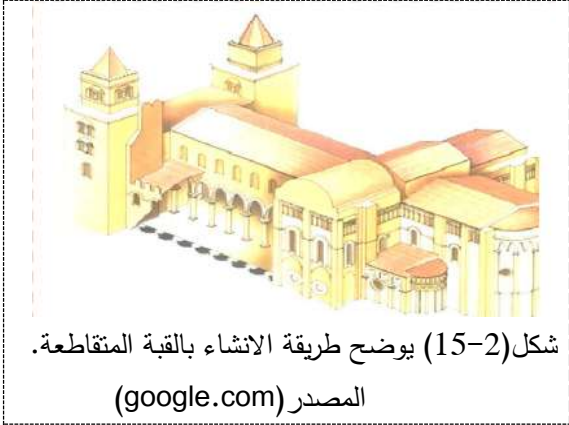 شكل(2-15) يوضح طريقة الانشاء بالقبة المتقاطعة.
المصدر(google.com)